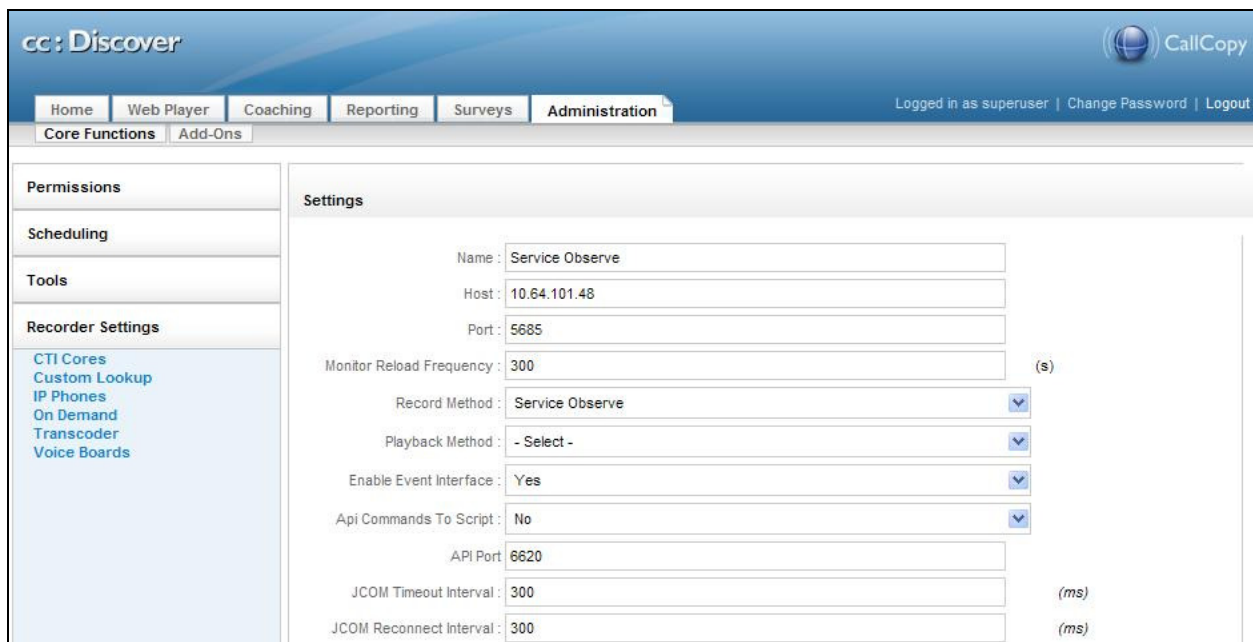 cc: Discover
CallCopy
Home Web Player Coaching Reporting Surveys Administration
Logged in as superuser | Change Password | Logout
Core Functions Add-Ons
Permissions
Scheduling
Tools
Recorder Settings
CTI Cores
Custom Lookup
IP Phones
On Demand
Transcoder
Voice Boards
Settings
Name : Service Observe
Host : 10.64.101.48
Port : 5685
Monitor Reload Frequency : 300 (s)
Record Method : Service Observe
Playback Method : - Select -
Enable Event Interface : Yes
Api Commands To Script : No
API Port 6620
JCOM Timeout Interval : 300 (ms)
JCOM Reconnect Interval : 300 (ms)